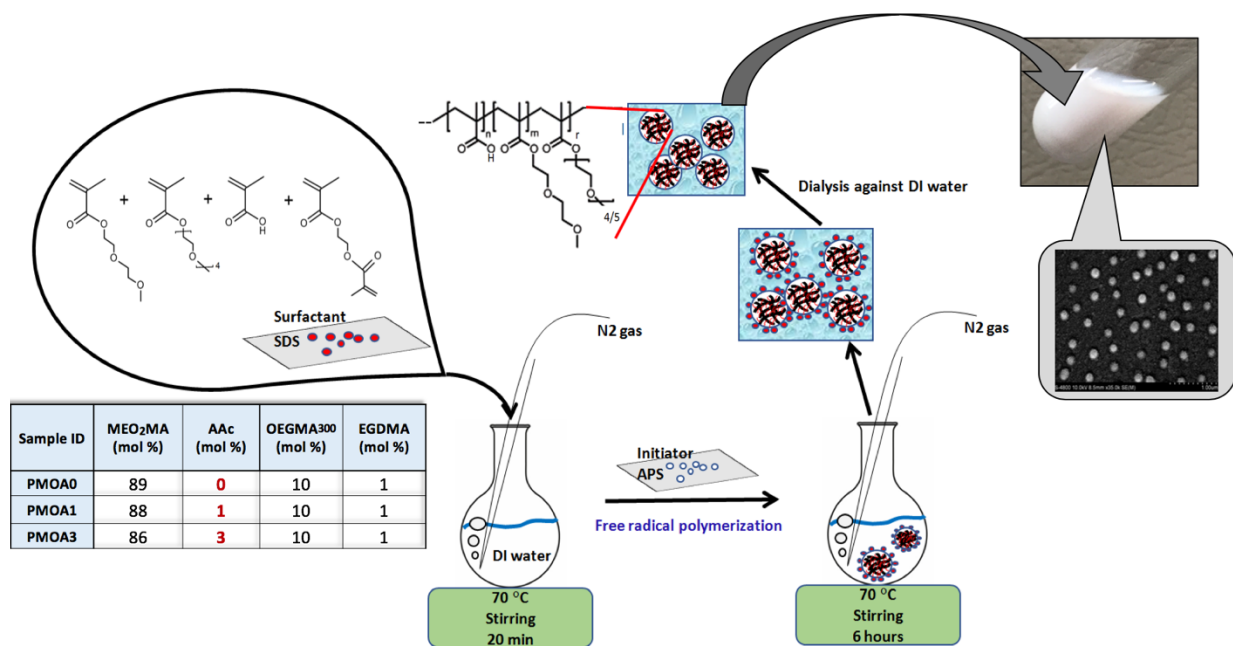 n
m
r
O
O
H
O
O
O
O
O
O
O
4/5
Dialysis against DI water
+
+
+
O
O
O
O
O
O
O
4
O
O
H
O
O
O
O
Surfactant
SDS
N2 gas
N2 gas
Sample ID MEO2MA (mol %) AAc (mol %) OEGMA300 (mol %) EGDMA (mol %)
PMOA0 89 0 10 1
PMOA1 88 1 10 1
PMOA3 86 3 10 1
Initiator
APS
Free radical polymerization
DI water
70 °C
Stirring
20 min
70 °C
Stirring
6 hours
1.00um